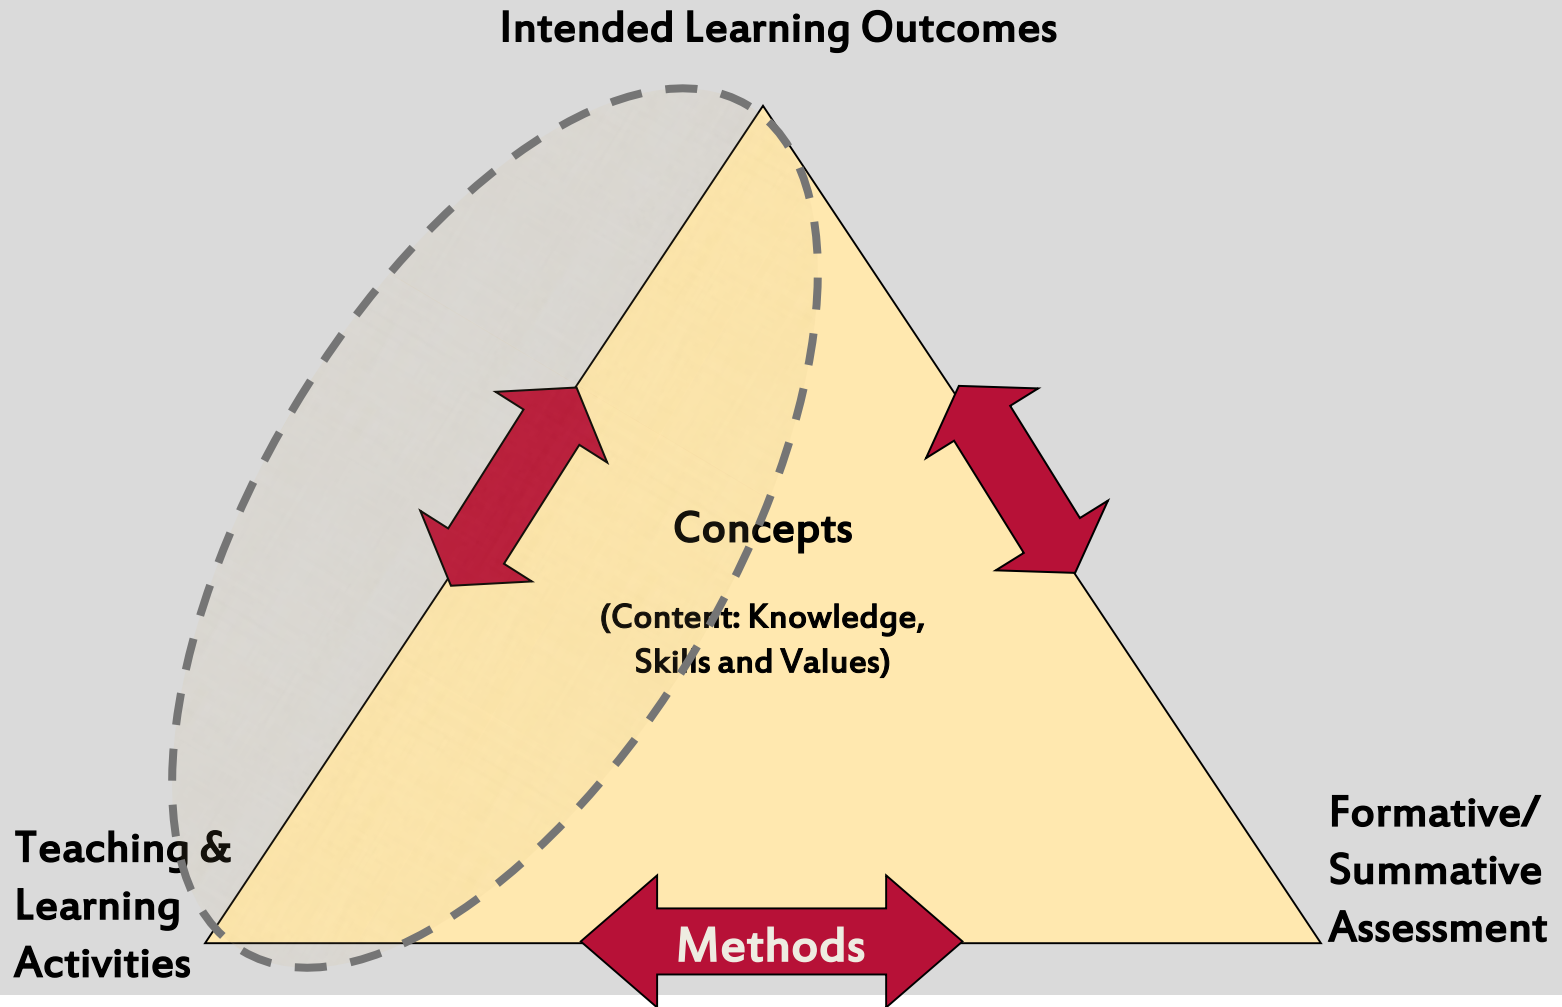 Intended Learning Outcomes
Concepts
(Content: Knowledge,
Skills and Values)
Teaching &
Learning
Activities
Methods
Formative/
Summative
Assessment